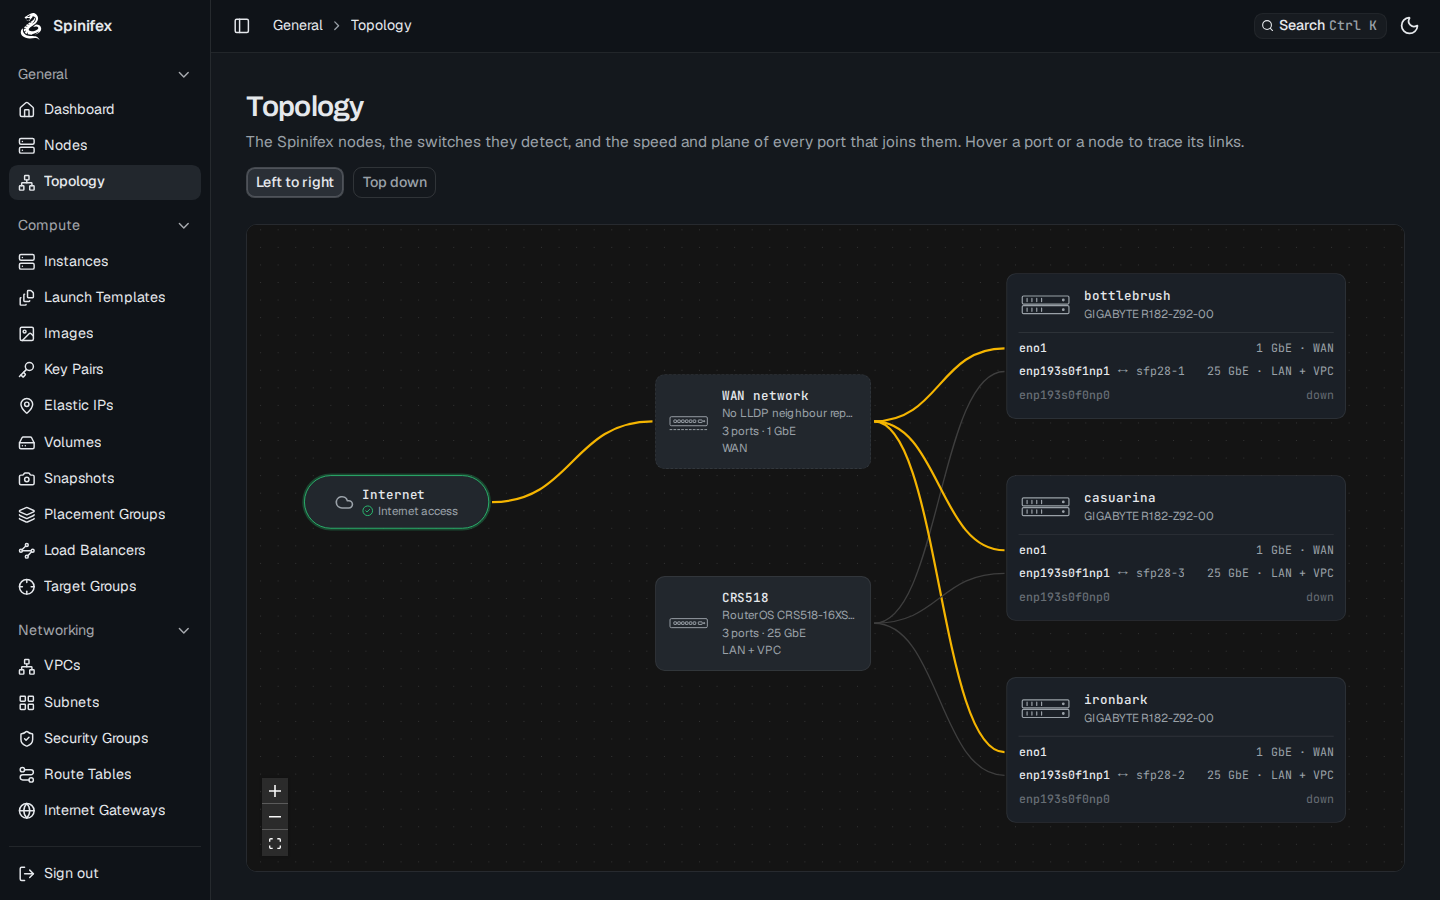 Spinifex
General
Dashboard
Nodes
Topology
Compute
Instances
Launch Templates
Images
Key Pairs
Elastic IPs
Volumes
Snapshots
Placement Groups
Load Balancers
Target Groups
Networking
VPCs
Subnets
Security Groups
Route Tables
Internet Gateways
Sign out
General > Topology
Search Ctrl K
Topology
The Spinifex nodes, the switches they detect, and the speed and plane of every port that joins them. Hover a port or a node to trace its links.
Left to right
Top down
Internet
Internet access
WAN network
No LLDP neighbour rep…
3 ports · 1 GbE
WAN
CRS518
RouterOS CRS518-16XS…
3 ports · 25 GbE
LAN + VPC
bottlebrush
GIGABYTE R182-Z92-00
eno1 1 GbE · WAN
enp193s0f1np1 ↔ sfp28-1 25 GbE · LAN + VPC
enp193s0f0np0 down
casuarina
GIGABYTE R182-Z92-00
eno1 1 GbE · WAN
enp193s0f1np1 ↔ sfp28-3 25 GbE · LAN + VPC
enp193s0f0np0 down
ironbark
GIGABYTE R182-Z92-00
eno1 1 GbE · WAN
enp193s0f1np1 ↔ sfp28-2 25 GbE · LAN + VPC
enp193s0f0np0 down